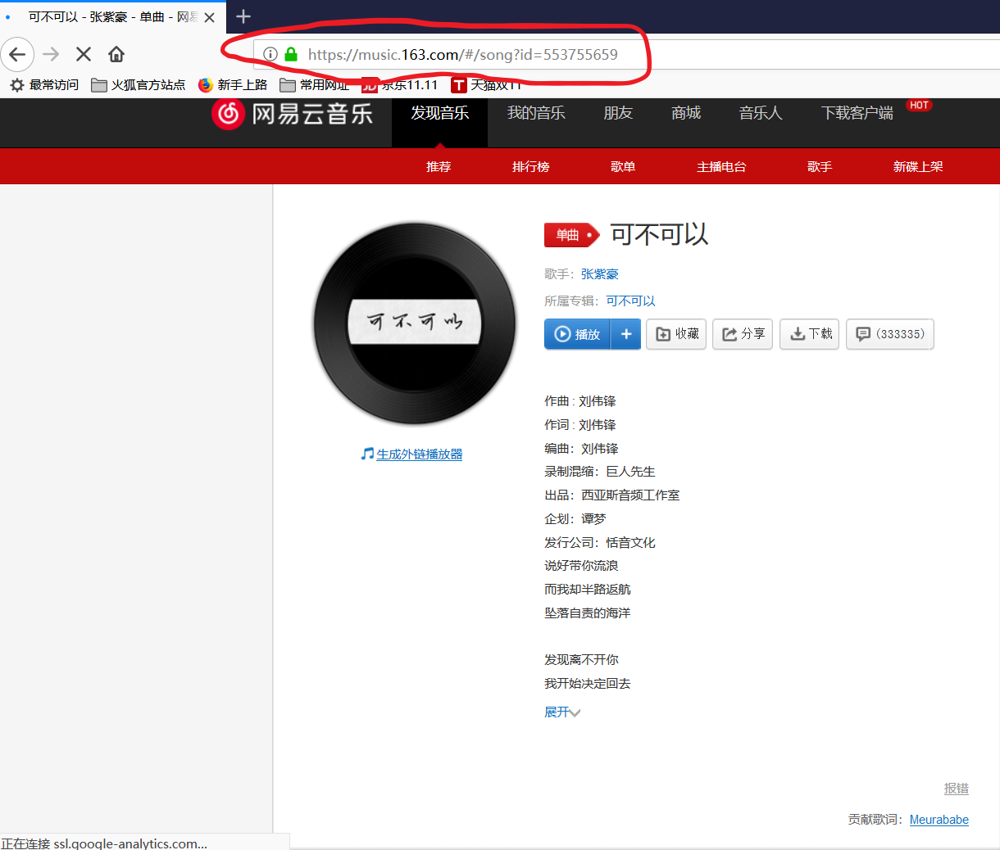 可不可以 - 张紫豪 - 单曲 - 网易
https://music.163.com/#/song?id=553755659
最常访问 火狐官方站点 新手上路 常用网址 JD 京东11.11 T 天猫双11
网易云音乐 发现音乐 我的音乐 朋友 商城 音乐人 下载客户端 HOT
推荐 排行榜 歌单 主播电台 歌手 新碟上架
单曲 可不可以
歌手：张紫豪
所属专辑：可不可以
播放 + 收藏 分享 下载 (333335)
可不可以
生成外链播放器
作曲 : 刘伟锋
作词 : 刘伟锋
编曲：刘伟锋
录制混缩：巨人先生
出品：西亚斯音频工作室
企划：谭梦
发行公司：恬音文化
说好带你流浪
而我却半路返航
坠落自责的海洋
发现离不开你
我开始决定回去
展开
报错
贡献歌词：Meurababe
正在连接 ssl.google-analytics.com...